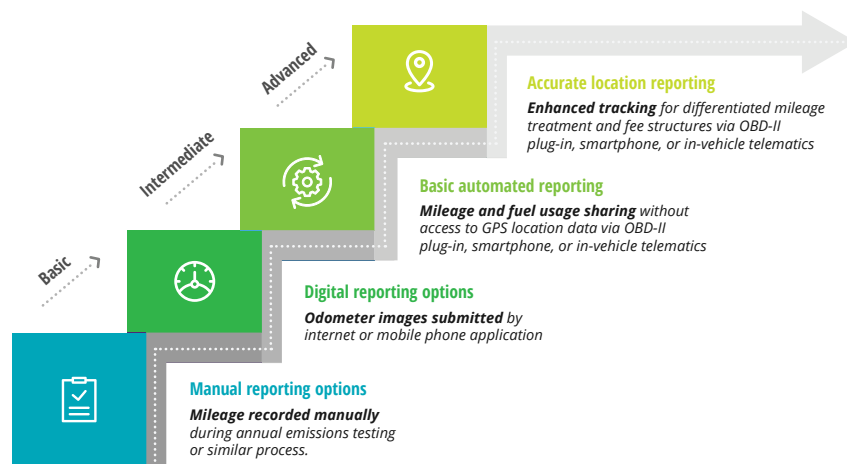 Advanced
Accurate location reporting
Enhanced tracking for differentiated mileage
treatment and fee structures via OBD-II
plug-in, smartphone, or in-vehicle telematics
Intermediate
Basic automated reporting
Mileage and fuel usage sharing without
access to GPS location data via OBD-II
plug-in, smartphone, or in-vehicle telematics
Basic
Digital reporting options
Odometer images submitted by
internet or mobile phone application
Manual reporting options
Mileage recorded manually
during annual emissions testing
or similar process.